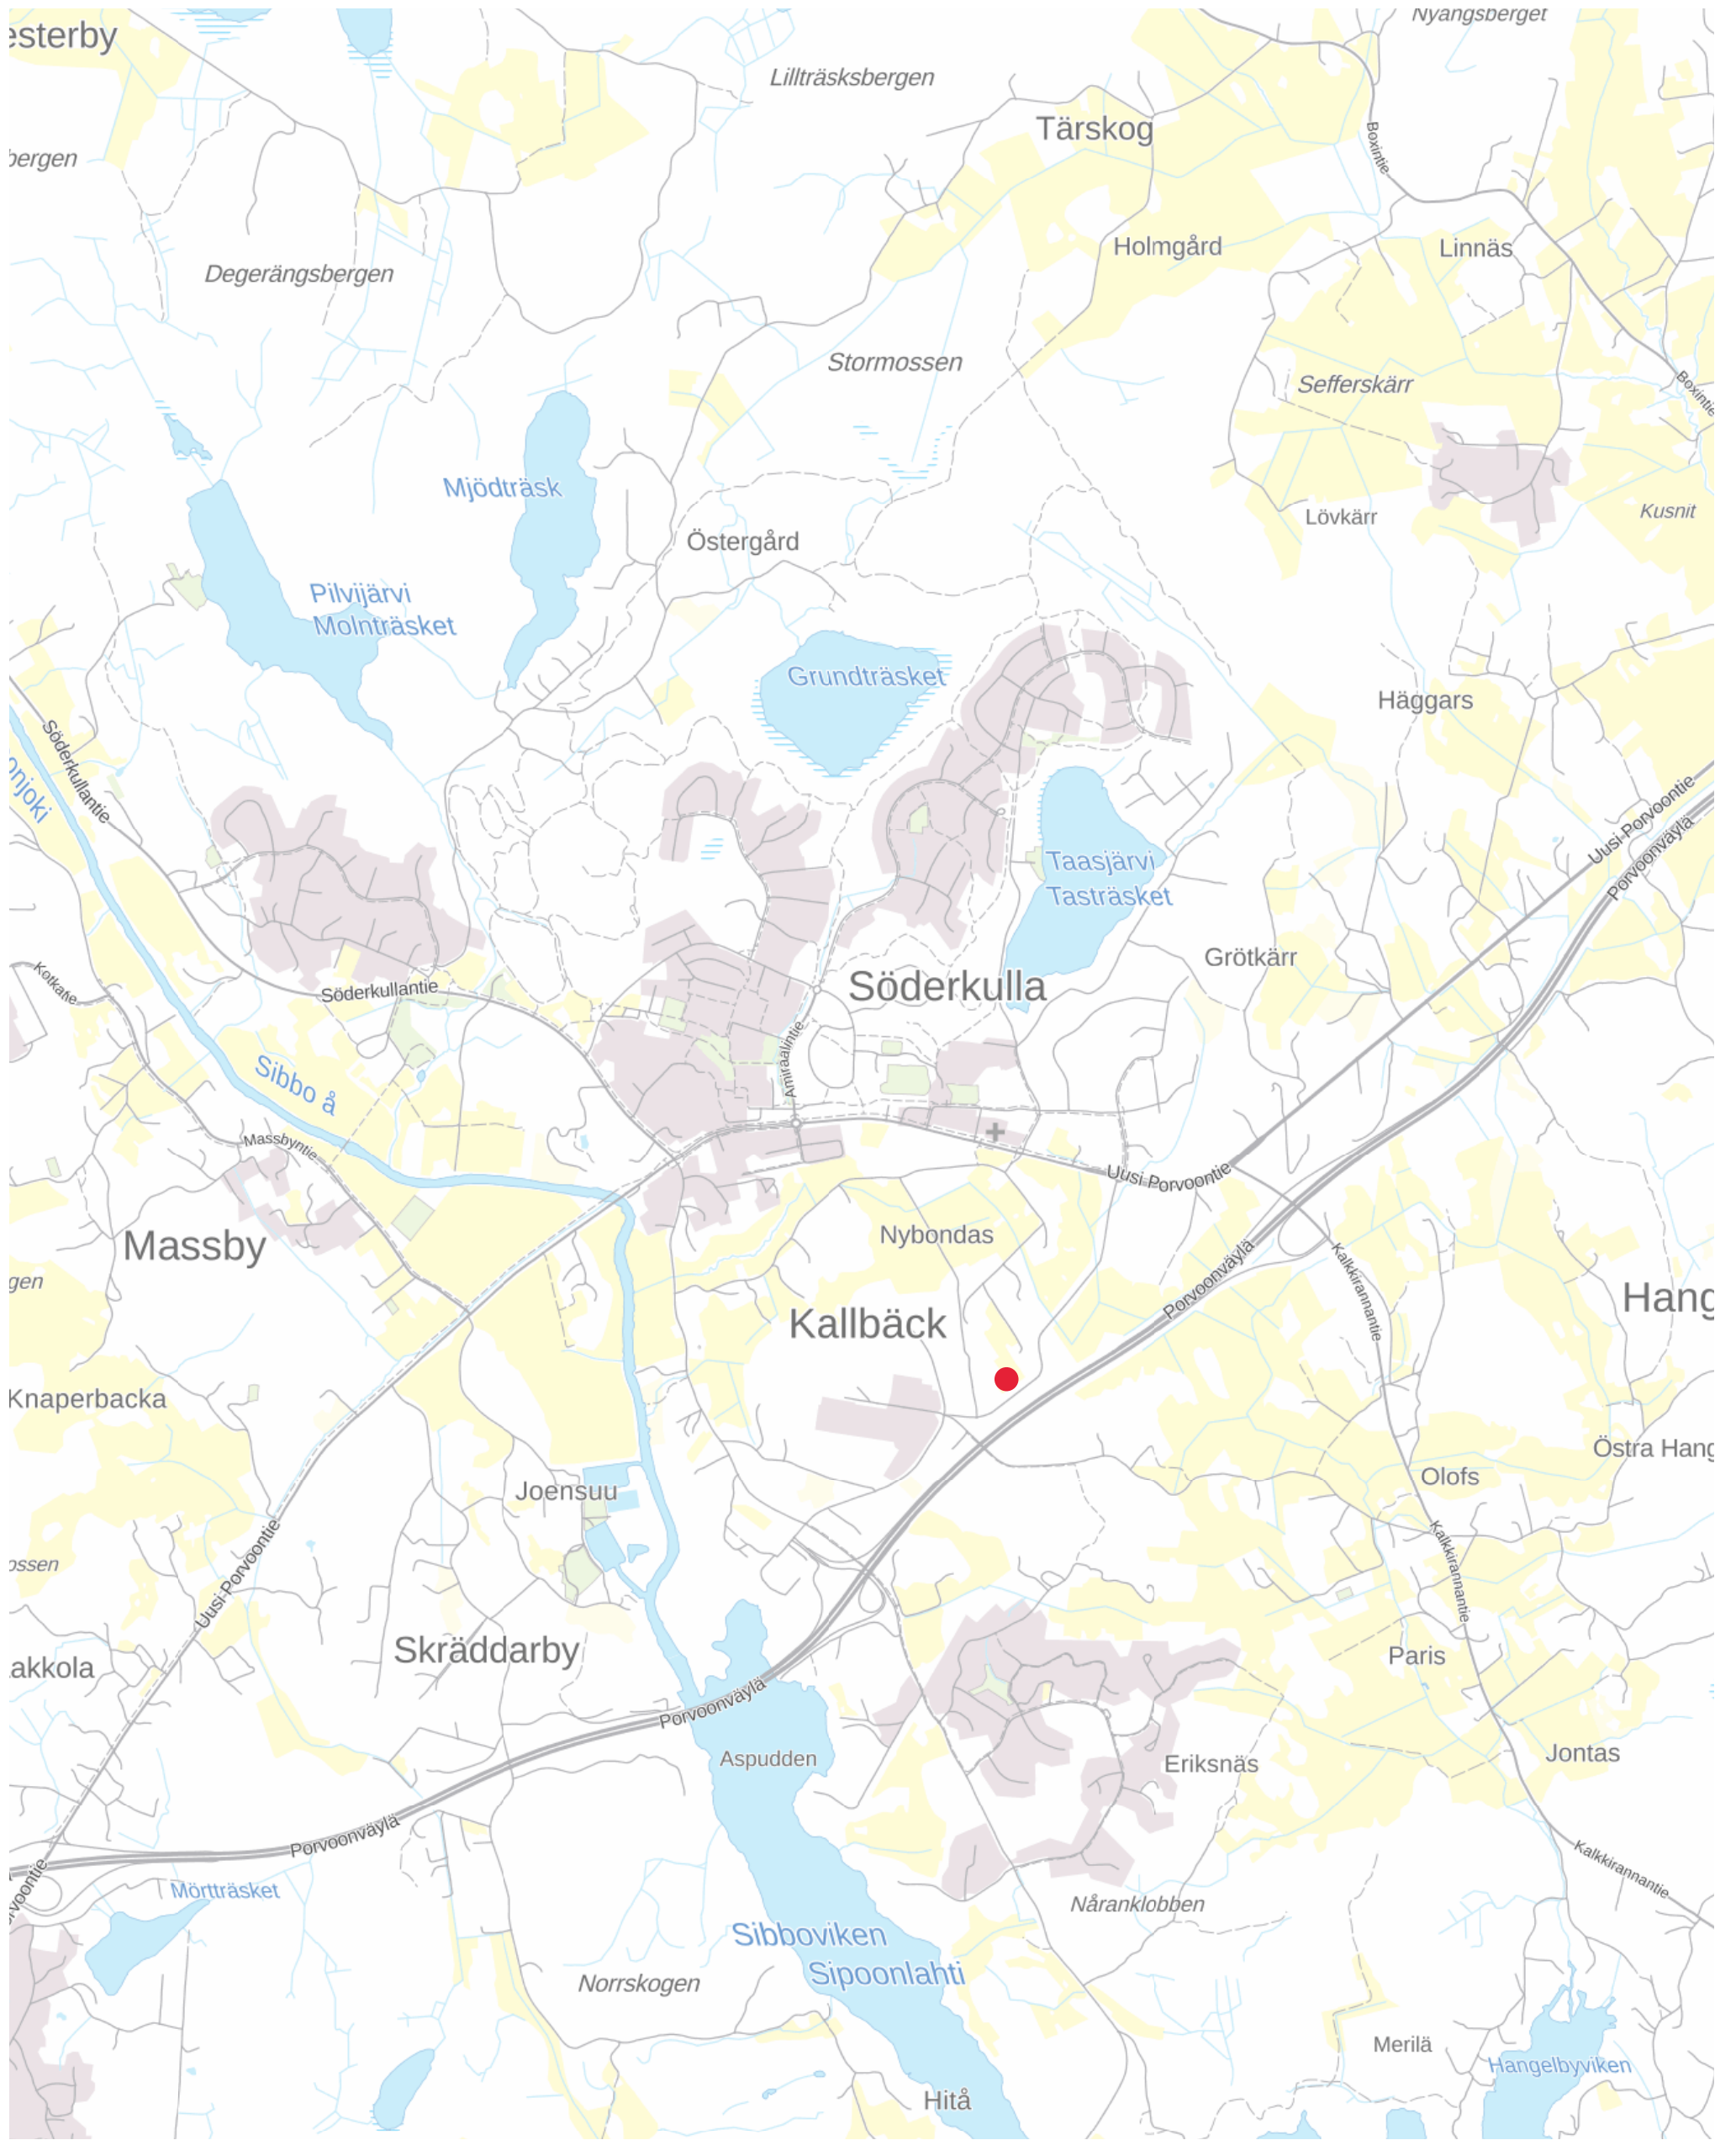 Nyängsberget
esterby
Lillträsksbergen
Tärskog
Boxintie
bergen
Holmgård
Linnäs
Degerängsbergen
Stormossen
Sefferskärr
Boxintie
Mjödträsk
Lövkärr
Kusnit
Östergård
Pilvijärvi
Molnträsket
Grundträsket
Häggars
Söderkullantie
onjoki
Uusi Porvoontie
Porvoonväylä
Taasjärvi
Tasträsket
Grötkärr
Kotkatie
Söderkullantie
Söderkulla
Amiraalintie
Sibbo å
Massbyntie
Uusi Porvoontie
Massby
Nybondas
gen
Porvoonväylä
Kalkkirannantie
Hang
Kallbäck
Knaperbacka
Östra Hang
Joensuu
Olofs
Uusi Porvoontie
ossen
Kalkkirannantie
Skräddarby
akkola
Paris
Porvoonväylä
Aspudden
Eriksnäs
Jontas
Porvoonväylä
rvoontie
Kalkkirannantie
Mörtträsket
Nåranklobben
Sibboviken
Sipoonlahti
Norrskogen
Merilä
Hangelbyviken
Hitå